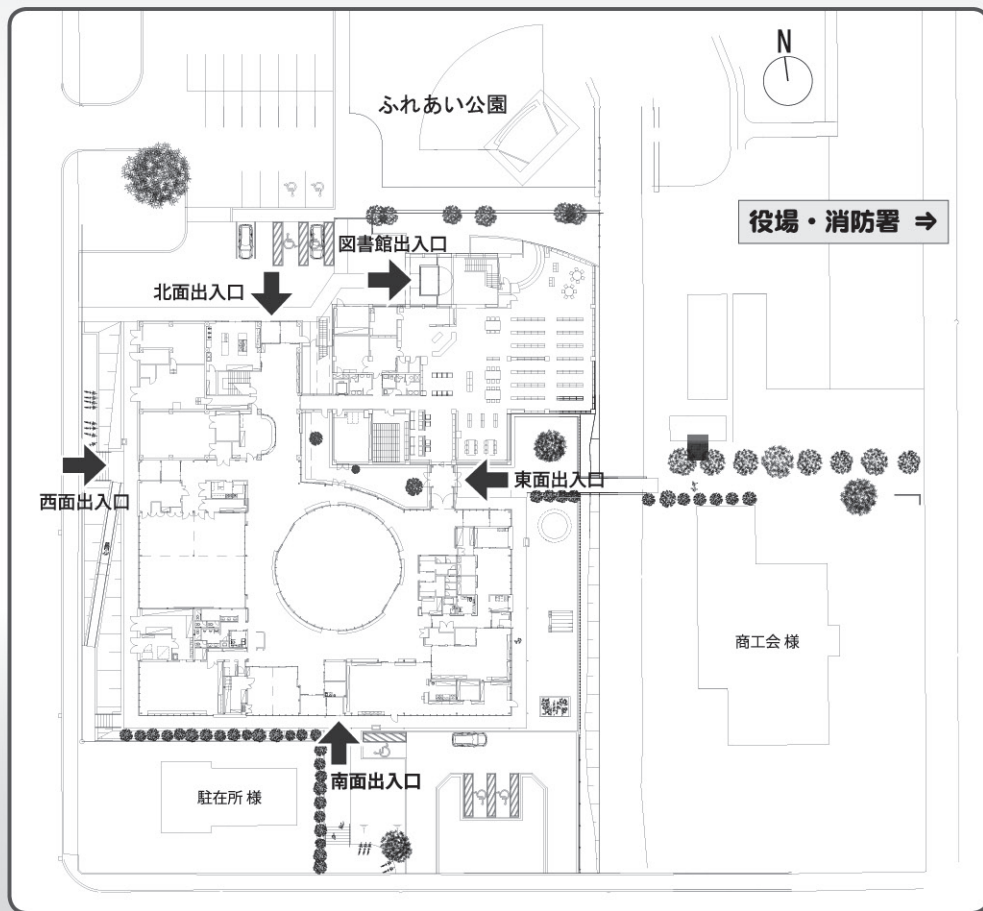 N
ふれあい公園
役場・消防署 ⇒
図書館出入口
北面出入口
東面出入口
西面出入口
商工会 様
南面出入口
駐在所 様